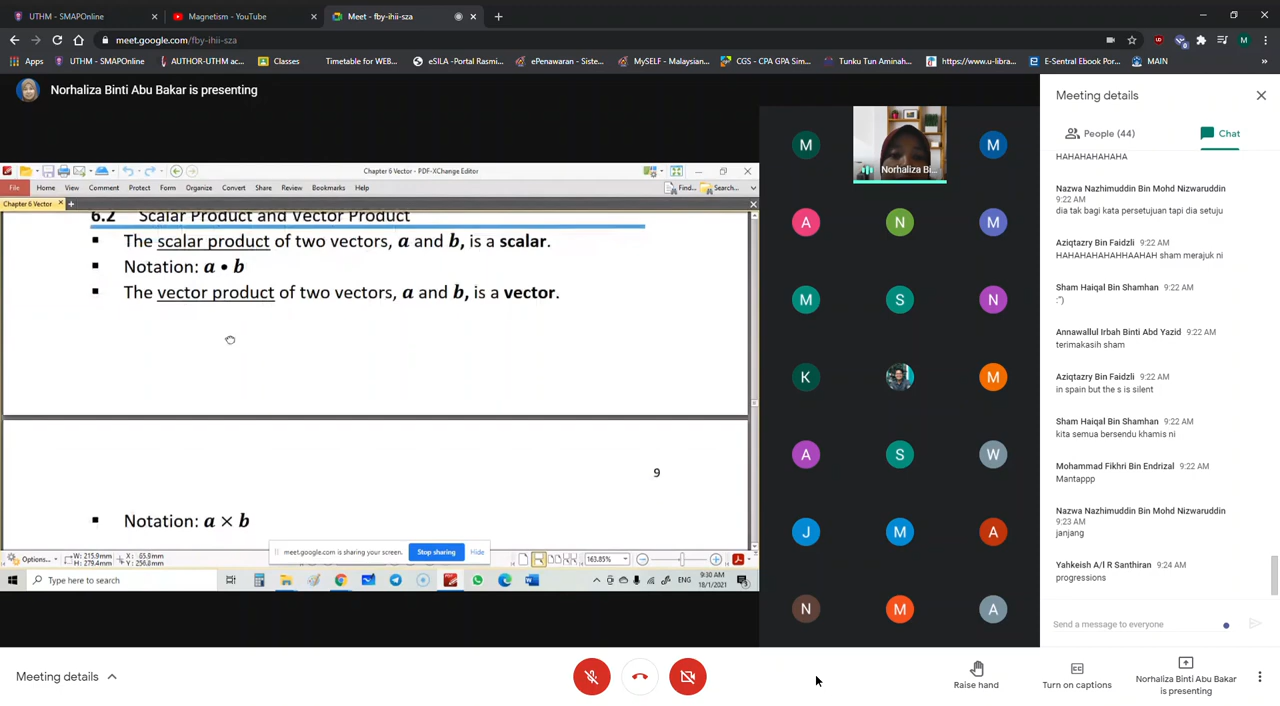 UTHM - SMAPOnline
Magnetism - YouTube
Meet - fby-ihii-sza
meet.google.com/fby-ihii-sza
M
Apps
UTHM - SMAPOnline
AUTHOR-UTHM ac...
Classes
Timetable for WEB...
eSILA -Portal Rasmi...
ePenawaran - Siste...
MySELF - Malaysian...
CGS - CPA GPA Sim...
Tunku Tun Aminah...
https://www.u-libra...
E-Sentral Ebook Por...
MAIN
»
Norhaliza Binti Abu Bakar is presenting
Chapter 6 Vector - PDF-XChange Editor
Find...
File
Home
View
Comment
Protect
Form
Organize
Convert
Share
Review
Bookmarks
Help
Search...
Chapter 6 Vector
6.2 Scalar Product and Vector Product
▪ The scalar product of two vectors, a and b, is a scalar.
▪ Notation: a • b
▪ The vector product of two vectors, a and b, is a vector.
9
▪ Notation: a × b
Options...
W: 215.9mm
H: 279.4mm
X: -65.9mm
Y: 256.8mm
meet.google.com is sharing your screen.
Stop sharing
Hide
163.85%
Type here to search
ENG
9:30 AM
18/1/2021
M
Norhaliza Bi...
M
A
N
M
M
S
N
K
M
A
S
W
J
M
A
N
M
A
Meeting details
People (44)
Chat
HAHAHAHAHAHA
Nazwa Nazhimuddin Bin Mohd Nizwaruddin
9:22 AM
dia tak bagi kata persetujuan tapi dia setuju
Aziqtazry Bin Faidzli 9:22 AM
HAHAHAHAHAHHAAHAH sham merajuk ni
Sham Haiqal Bin Shamhan 9:22 AM
:")
Annawallul Irbah Binti Abd Yazid 9:22 AM
terimakasih sham
Aziqtazry Bin Faidzli 9:22 AM
in spain but the s is silent
Sham Haiqal Bin Shamhan 9:22 AM
kita semua bersendu khamis ni
Mohammad Fikhri Bin Endrizal 9:22 AM
Mantappp
Nazwa Nazhimuddin Bin Mohd Nizwaruddin
9:23 AM
janjang
Yahkeish A/l R Santhiran 9:24 AM
progressions
Send a message to everyone
Meeting details
Raise hand
Turn on captions
Norhaliza Binti Abu Bakar
is presenting